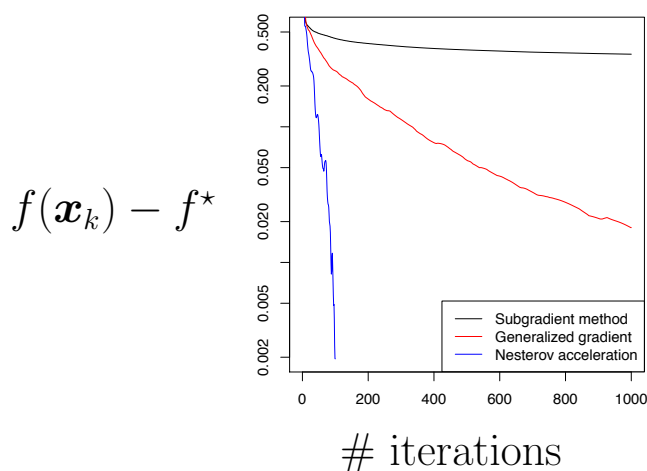 0.500
0.200
0.050
0.020
0.005
0.002
f(x_k) − f*
Subgradient method
Generalized gradient
Nesterov acceleration
0 200 400 600 800 1000
# iterations